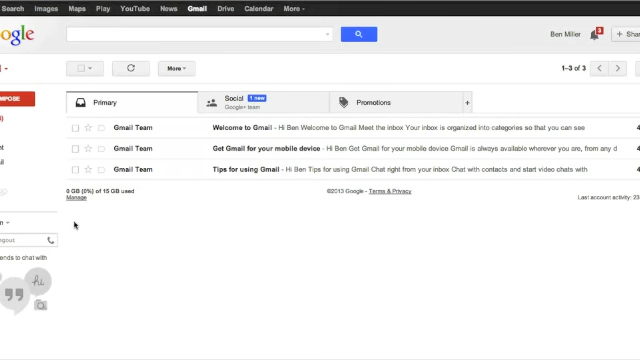 Search Images Maps Play YouTube News Gmail Drive Calendar More
Ben Miller 3 + Shar
More
1–3 of 3
Primary
Social 1 new
Google+ team
Promotions
+
Gmail Team Welcome to Gmail - Hi Ben Welcome to Gmail Meet the inbox Your inbox is organized into categories so that you can see
Gmail Team Get Gmail for your mobile device - Hi Ben Get Gmail for your mobile device Gmail is always available wherever you are, from any d
Gmail Team Tips for using Gmail - Hi Ben Tips for using Gmail Chat right from your inbox Chat with contacts and start video chats with
0 GB (0%) of 15 GB used
Manage
©2013 Google - Terms & Privacy
Last account activity: 23
ends to chat with
hi,